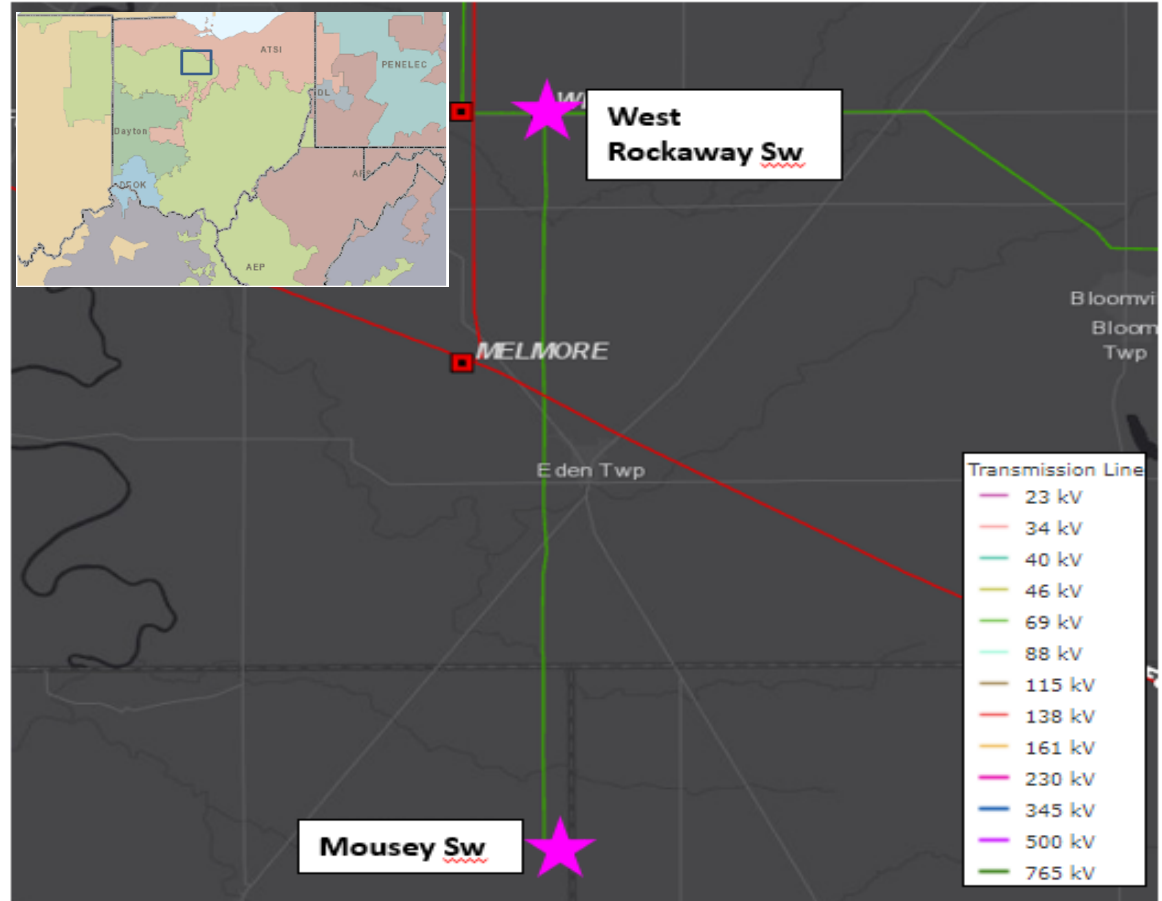 ATSI
PENELEC
DL
Dayton
DEOK
AEP
West
Rockaway Sw
MELMORE
Bloomvi
Bloom
Twp
Eden Twp
Transmission Line
23 kV
34 kV
40 kV
46 kV
69 kV
88 kV
115 kV
138 kV
161 kV
230 kV
345 kV
500 kV
765 kV
Mousey Sw